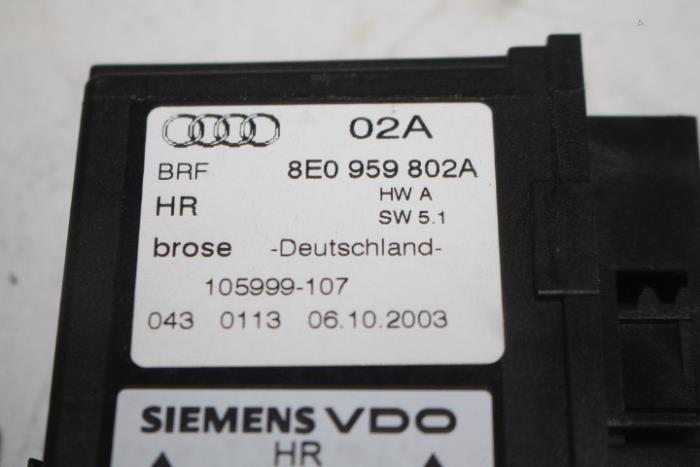 02A
BRF 8E0 959 802A
HR HW A
SW 5.1
brose -Deutschland-
105999-107
043 0113 06.10.2003
SIEMENS VDO
HR